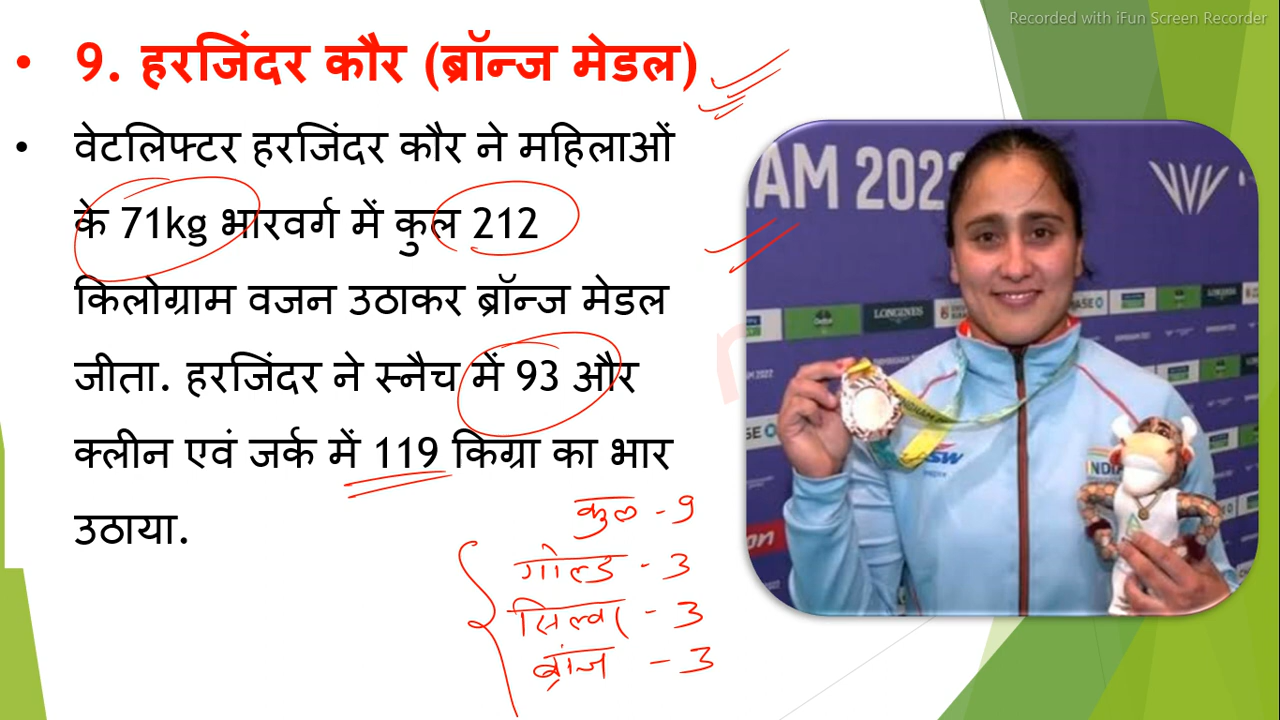 Recorded with iFun Screen Recorder
• 9. हरजिंदर कौर (ब्रॉन्ज मेडल)
• वेटलिफ्टर हरजिंदर कौर ने महिलाओं
के 71kg भारवर्ग में कुल 212
किलोग्राम वजन उठाकर ब्रॉन्ज मेडल
जीता. हरजिंदर ने स्नैच में 93 और
क्लीन एवं जर्क में 119 किग्रा का भार
उठाया.
कुल - 9
गोल्ड - 3
सिल्वर - 3
ब्रांज - 3
AM 2022
LONGINES
INDIA